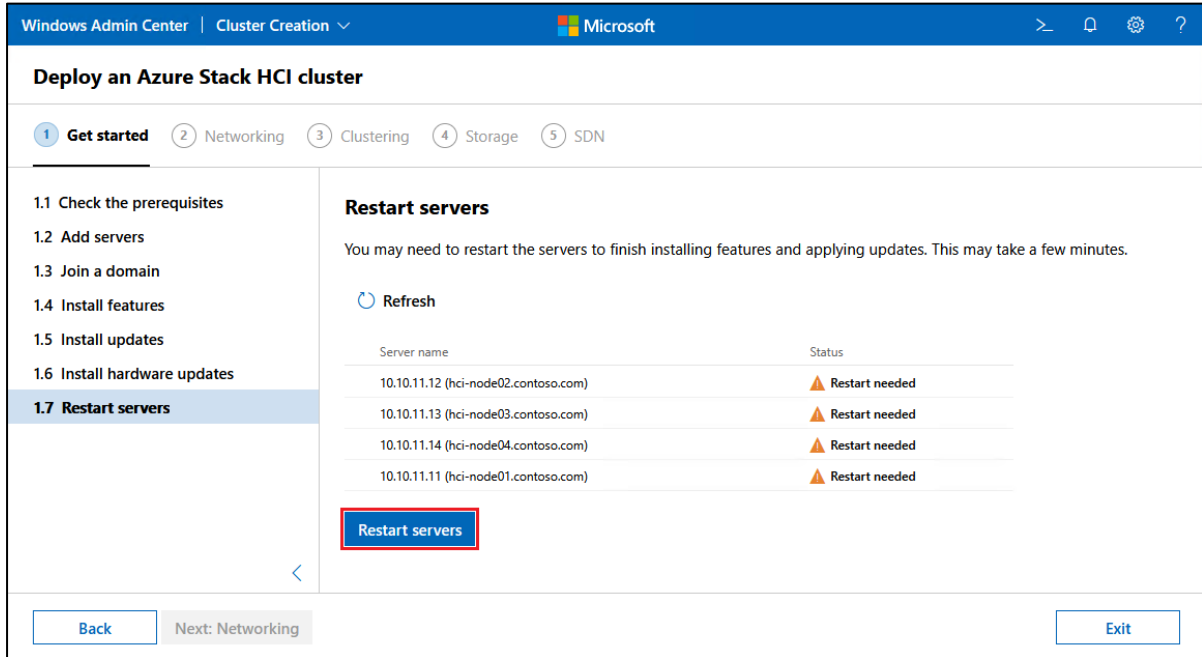 Windows Admin Center | Cluster Creation
Microsoft
Deploy an Azure Stack HCI cluster
1 Get started 2 Networking 3 Clustering 4 Storage 5 SDN
1.1 Check the prerequisites
1.2 Add servers
1.3 Join a domain
1.4 Install features
1.5 Install updates
1.6 Install hardware updates
1.7 Restart servers
Restart servers
You may need to restart the servers to finish installing features and applying updates. This may take a few minutes.
Refresh
Server name Status
10.10.11.12 (hci-node02.contoso.com) Restart needed
10.10.11.13 (hci-node03.contoso.com) Restart needed
10.10.11.14 (hci-node04.contoso.com) Restart needed
10.10.11.11 (hci-node01.contoso.com) Restart needed
Restart servers
Back Next: Networking Exit